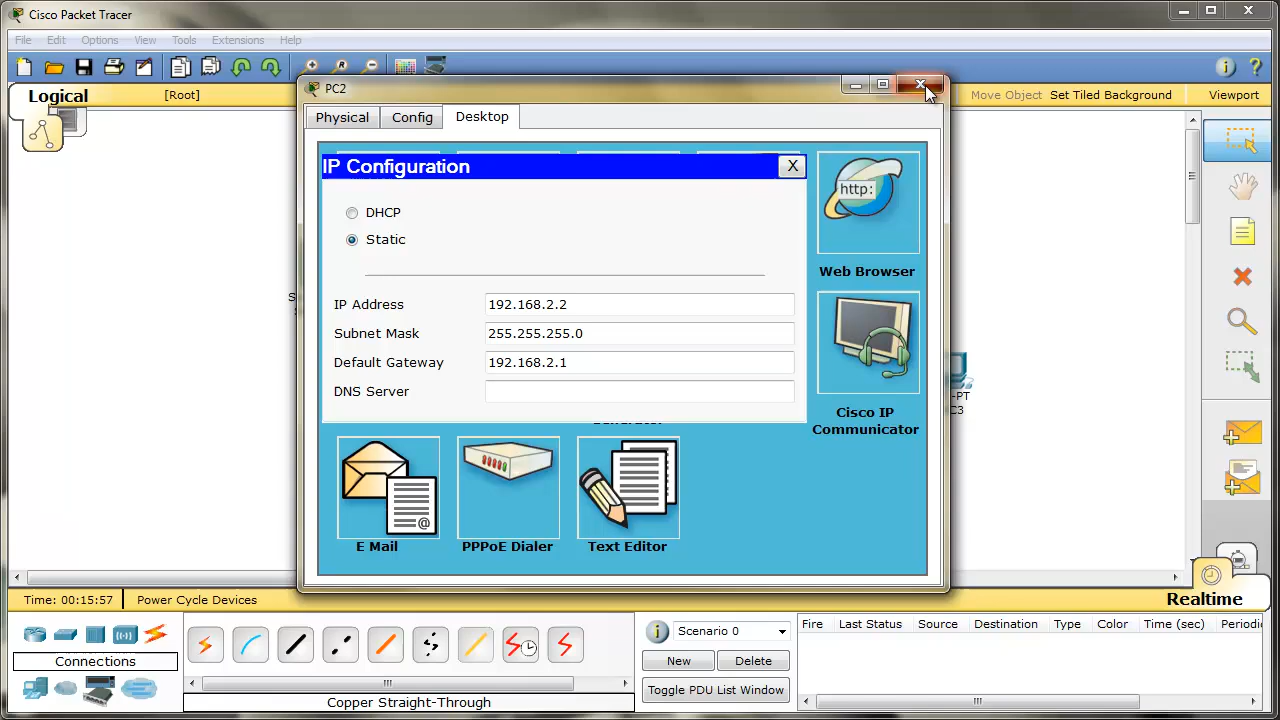 Cisco Packet Tracer
File Edit Options View Tools Extensions Help
Logical [Root] Move Object Set Tiled Background Viewport
PC2
Physical Config Desktop
IP Configuration X
http:
DHCP
Static
Web Browser
IP Address 192.168.2.2
Subnet Mask 255.255.255.0
Default Gateway 192.168.2.1
DNS Server
-PT
C3
Cisco IP
Communicator
@
E Mail PPPoE Dialer Text Editor
Time: 00:15:57 Power Cycle Devices Realtime
Scenario 0
Fire Last Status Source Destination Type Color Time (sec) Periodi
Connections
New Delete
Toggle PDU List Window
Copper Straight-Through